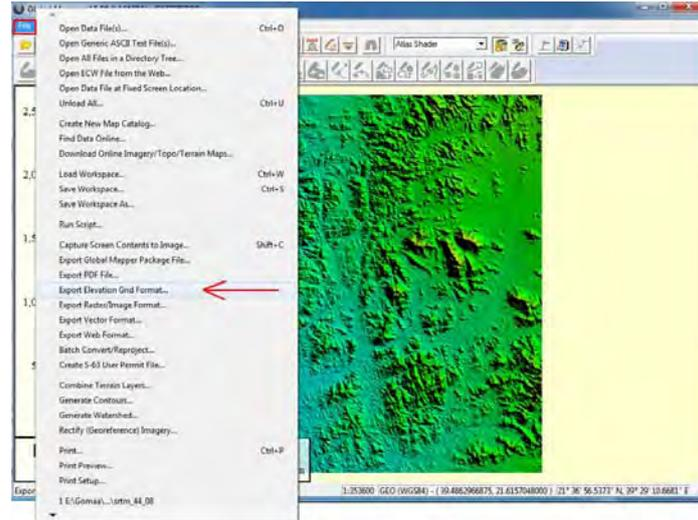 File
Open Data File(s)... Ctrl+O
Open Generic ASCII Text File(s)...
Open All Files in a Directory Tree...
Open ECW File from the Web...
Open Data File at Fixed Screen Location...
Unload All... Ctrl+U
Create New Map Catalog...
Find Data Online...
Download Online Imagery/Topo/Terrain Maps...
Load Workspace... Ctrl+W
Save Workspace... Ctrl+S
Save Workspace As...
Run Script...
Capture Screen Contents to Image... Shift+C
Export Global Mapper Package File...
Export PDF File...
Export Elevation Grid Format...
Export Raster/Image Format...
Export Vector Format...
Export Web Format...
Batch Convert/Reproject...
Create S-63 User Permit File...
Combine Terrain Layers...
Generate Contours...
Generate Watershed...
Rectify (Georeference) Imagery...
Print... Ctrl+P
Print Preview...
Print Setup...
1 E:\Gomaa\...\srtm_44_08
Atlas Shader
2,5
2,0
1,5
1,0
5
m
Expor
1:353600 GEO (WGS84) - ( 39.4862966875, 21.6157048000 ) 21° 36' 56.5373" N, 39° 29' 10.6681" E